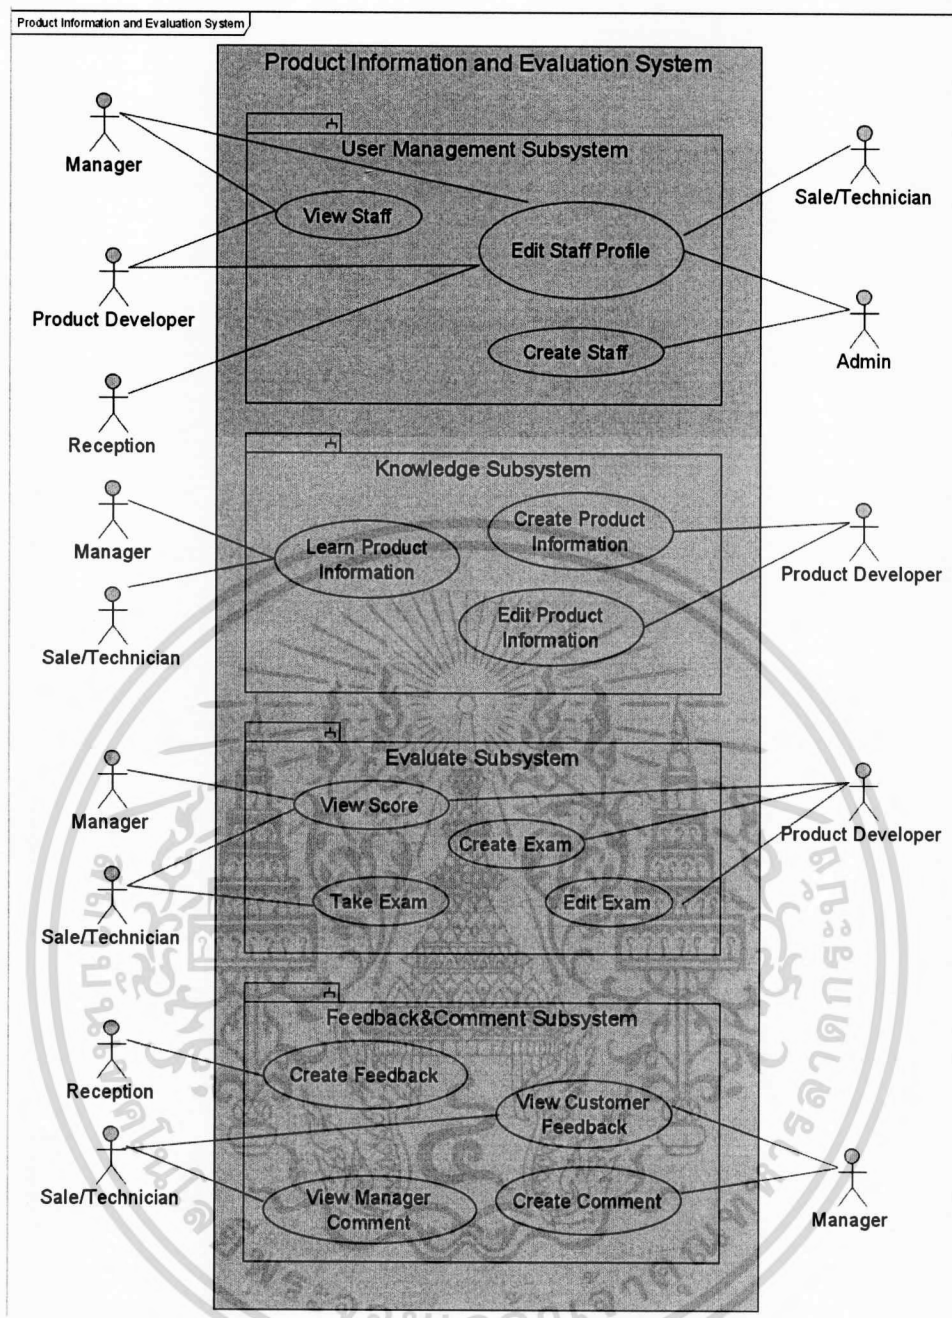 Product Information and Evaluation System
Product Information and Evaluation System
Manager
User Management Subsystem
View Staff
Edit Staff Profile
Sale/Technician
Product Developer
Create Staff
Admin
Reception
Knowledge Subsystem
Manager
Learn Product
Information
Create Product
Information
Product Developer
Edit Product
Information
Sale/Technician
Evaluate Subsystem
Manager
View Score
Create Exam
Product Developer
Take Exam
Edit Exam
Sale/Technician
Feedback&Comment Subsystem
Reception
Create Feedback
View Customer
Feedback
Sale/Technician
View Manager
Comment
Create Comment
Manager